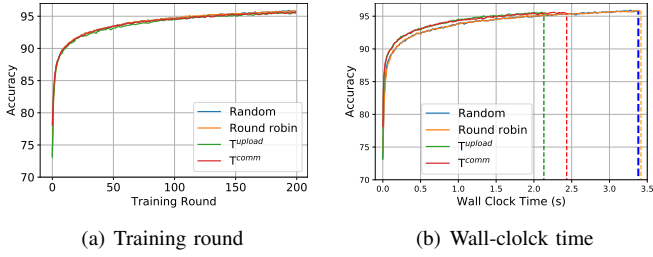 95
90
85
80
75
70
Accuracy
0
50
100
150
200
Training Round
Random
Round robin
T^upload
T^comm
(a) Training round
95
90
85
80
75
70
Accuracy
0.0
0.5
1.0
1.5
2.0
2.5
3.0
3.5
Wall Clock Time (s)
Random
Round robin
T^upload
T^comm
(b) Wall-clolck time